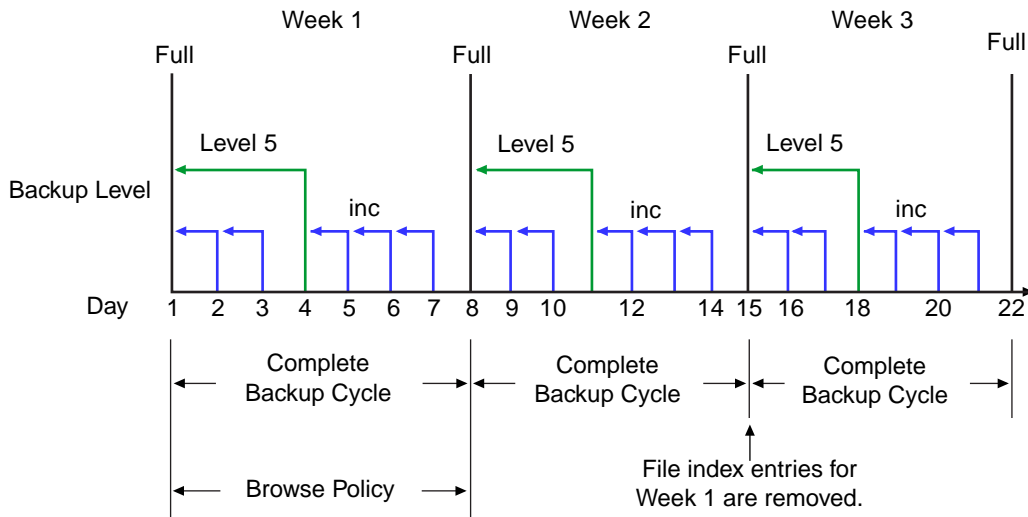 Week 1
Week 2
Week 3
Full
Full
Full
Full
Level 5
Level 5
Level 5
Backup Level
inc
inc
inc
Day
1 2 3 4 5 6 7 8 9 10 12 14 15 16 18 20 22
Complete
Backup Cycle
Complete
Backup Cycle
Complete
Backup Cycle
Browse Policy
File index entries for
Week 1 are removed.